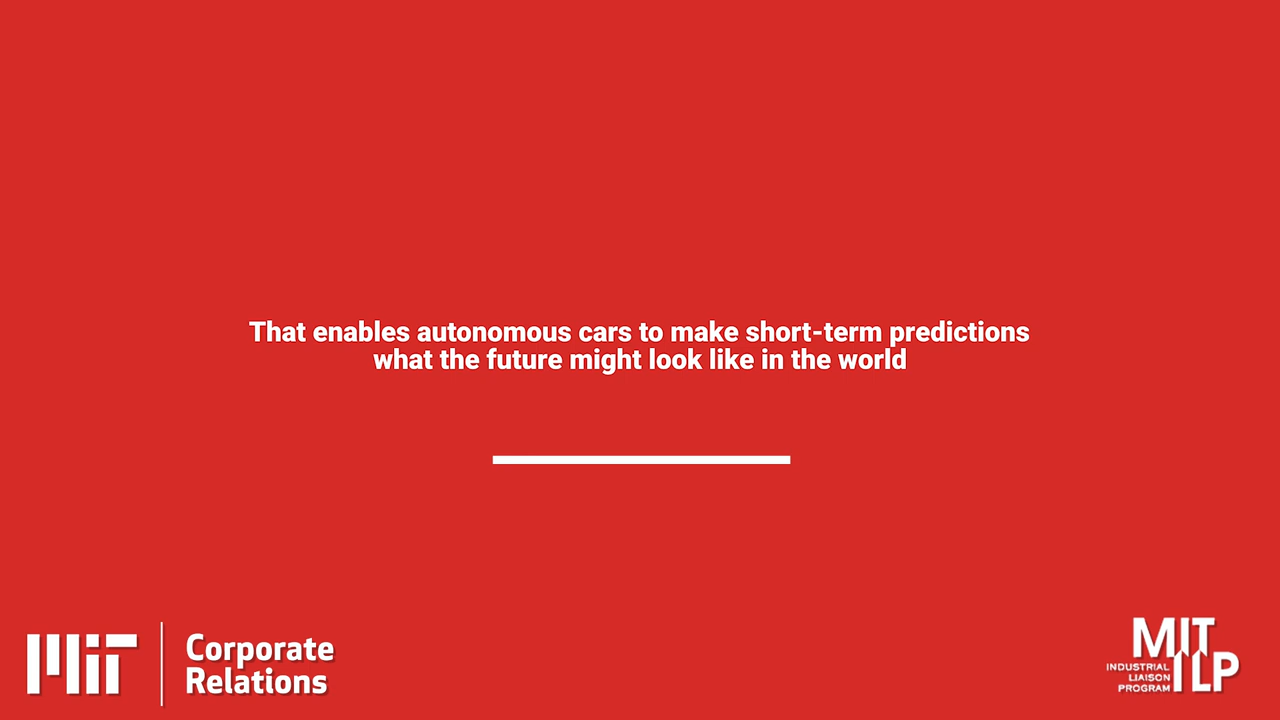 That enables autonomous cars to make short-term predictions
what the future might look like in the world
MIT
Corporate
Relations
MIT
ILP
INDUSTRIAL
LIAISON
PROGRAM